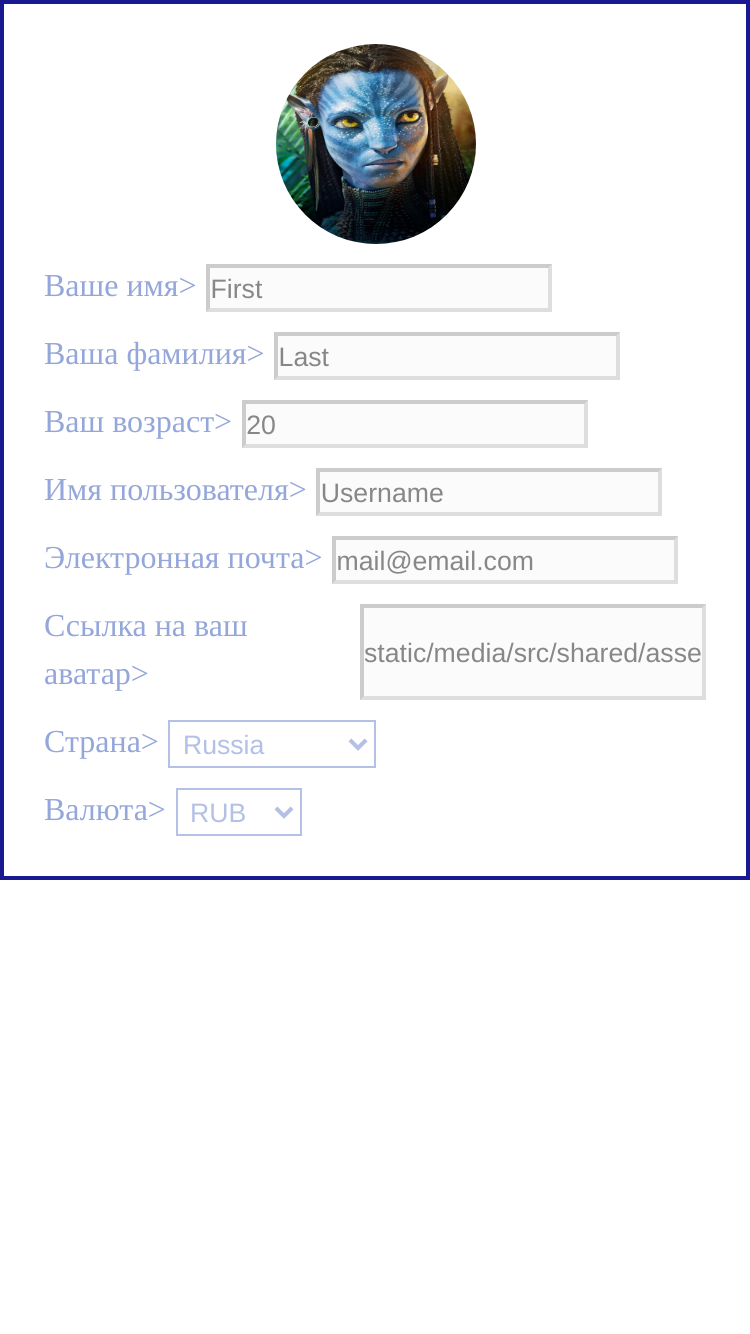 Ваше имя> First
Ваша фамилия> Last
Ваш возраст> 20
Имя пользователя> Username
Электронная почта> mail@email.com
Ссылка на ваш
аватар> static/media/src/shared/asse
Страна> Russia
Валюта> RUB